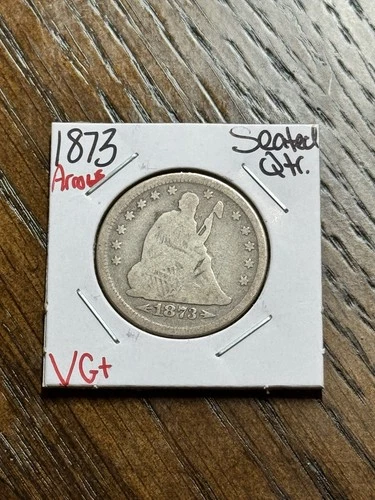 1873
Arrows
Seated
Qtr.
1873
VG+